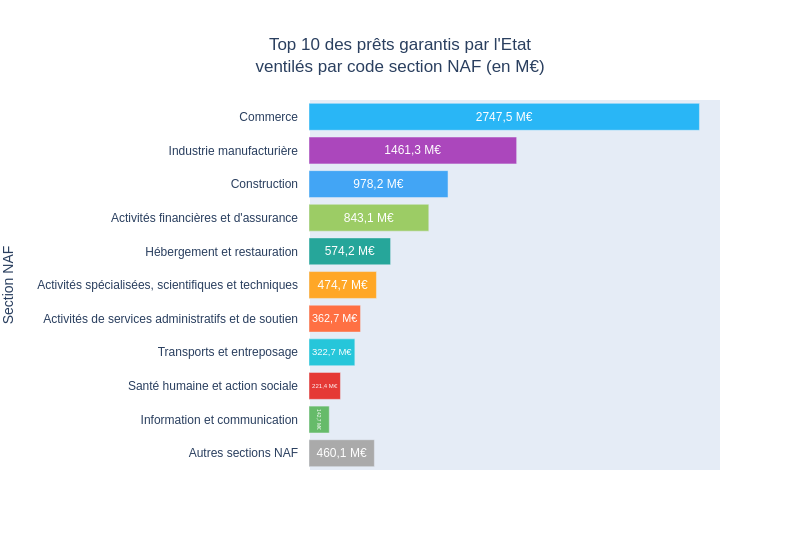 Top 10 des prêts garantis par l'Etat
ventilés par code section NAF (en M€)
Section NAF
Commerce 2747,5 M€
Industrie manufacturière 1461,3 M€
Construction 978,2 M€
Activités financières et d'assurance 843,1 M€
Hébergement et restauration 574,2 M€
Activités spécialisées, scientifiques et techniques 474,7 M€
Activités de services administratifs et de soutien 362,7 M€
Transports et entreposage 322,7 M€
Santé humaine et action sociale 221,4 M€
Information et communication
Autres sections NAF 460,1 M€